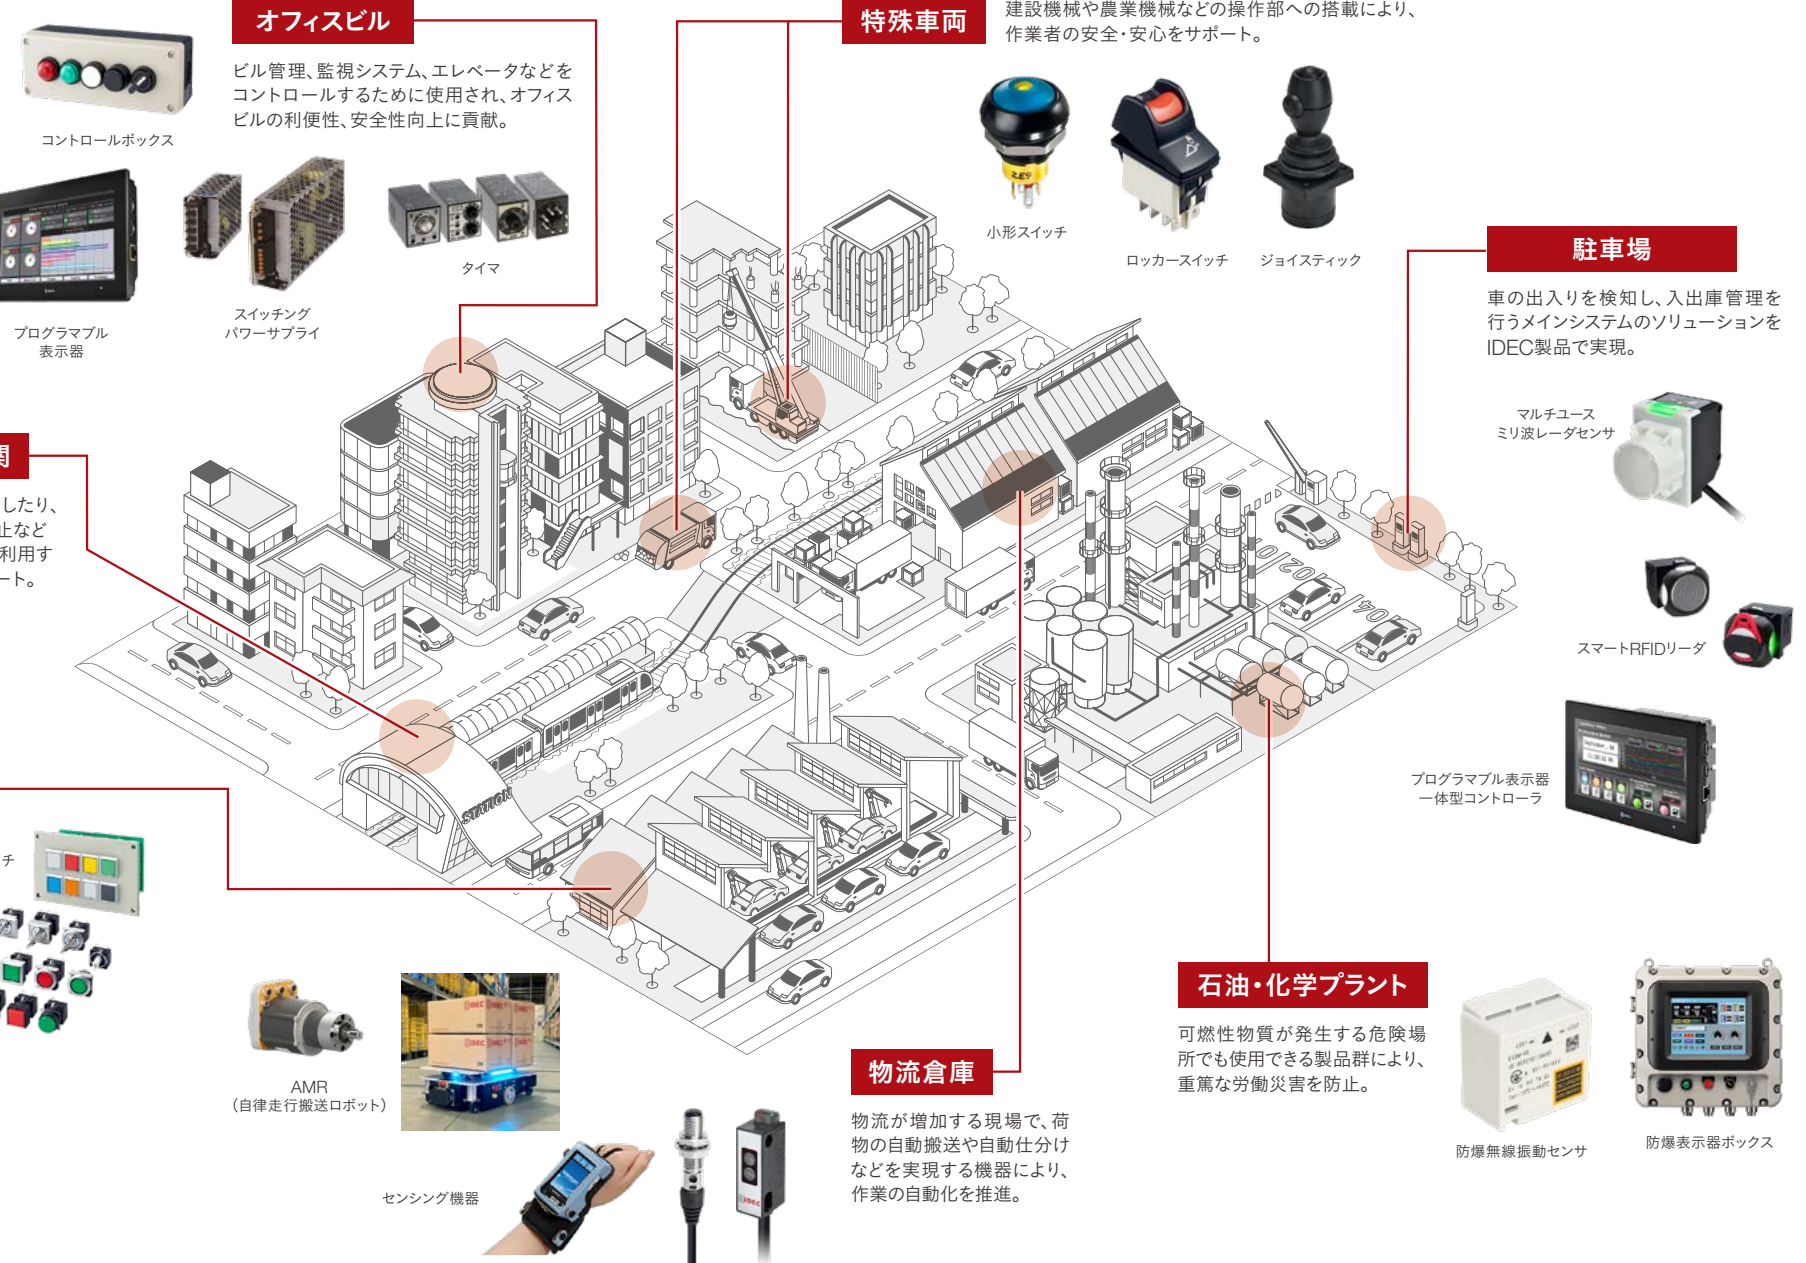 オフィスビル
ビル管理、監視システム、エレベータなどを
コントロールするために使用され、オフィス
ビルの利便性、安全性向上に貢献。
コントロールボックス
プログラマブル
表示器
スイッチング
パワーサプライ
タイマ
特殊車両
建設機械や農業機械などの操作部への搭載により、
作業者の安全・安心をサポート。
小形スイッチ
ロッカースイッチ
ジョイスティック
駐車場
車の出入りを検知し、入出庫管理を
行うメインシステムのソリューションを
IDEC製品で実現。
マルチユース
ミリ波レーダセンサ
スマートRFIDリーダ
プログラマブル表示器
一体型コントローラ
関
したり、
止など
利用す
ート。
チ
STATION
AMR
（自律走行搬送ロボット）
センシング機器
物流倉庫
物流が増加する現場で、荷
物の自動搬送や自動仕分け
などを実現する機器により、
作業の自動化を推進。
石油・化学プラント
可燃性物質が発生する危険場
所でも使用できる製品群により、
重篤な労働災害を防止。
防爆無線振動センサ
防爆表示器ボックス